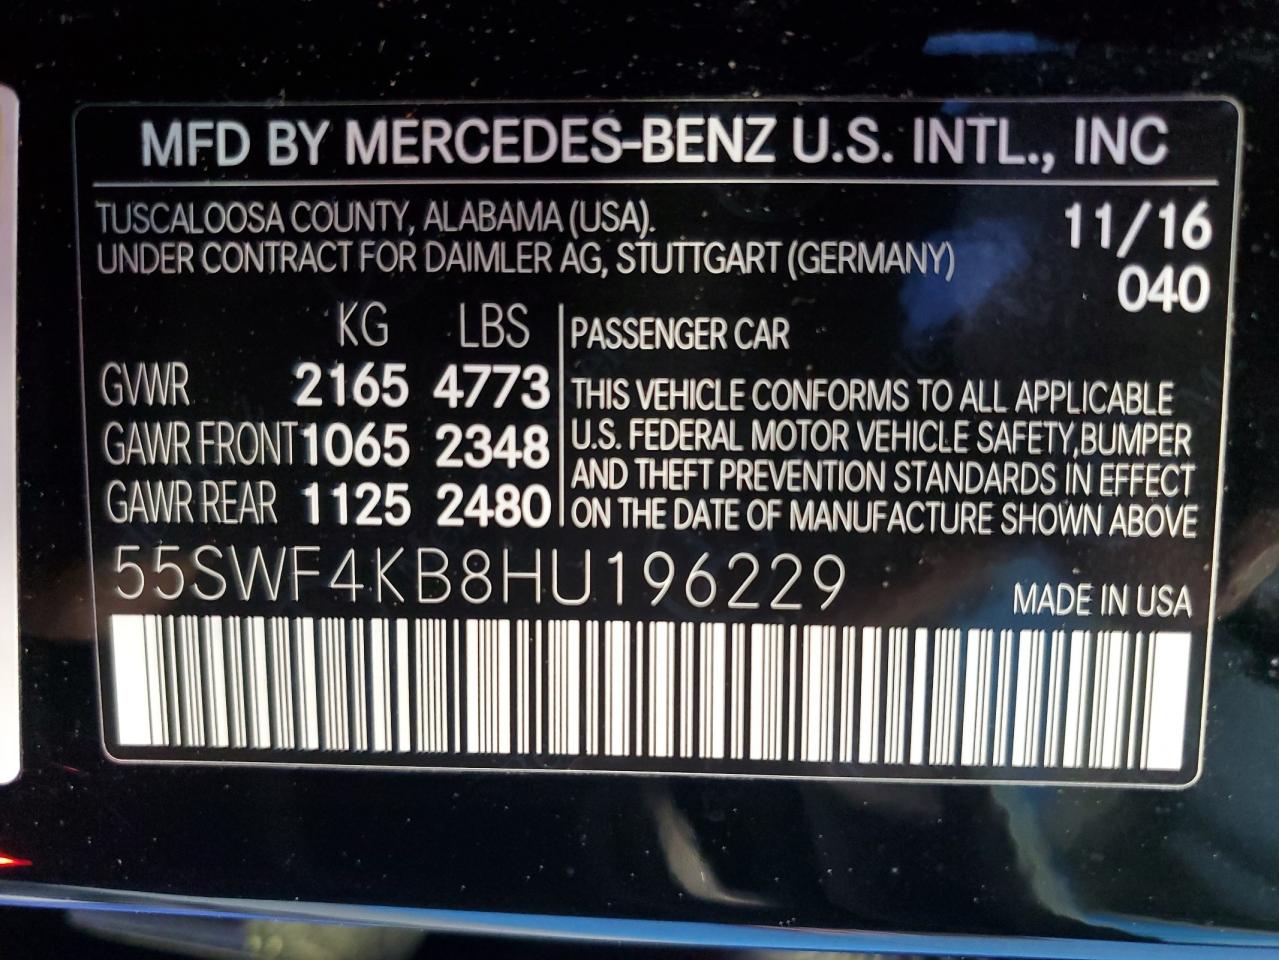 MFD BY MERCEDES-BENZ U.S. INTL., INC
TUSCALOOSA COUNTY, ALABAMA (USA). 11/16
UNDER CONTRACT FOR DAIMLER AG, STUTTGART (GERMANY) 040
KG LBS
GVWR 2165 4773
GAWR FRONT 1065 2348
GAWR REAR 1125 2480
PASSENGER CAR
THIS VEHICLE CONFORMS TO ALL APPLICABLE
U.S. FEDERAL MOTOR VEHICLE SAFETY,BUMPER
AND THEFT PREVENTION STANDARDS IN EFFECT
ON THE DATE OF MANUFACTURE SHOWN ABOVE
55SWF4KB8HU196229
MADE IN USA